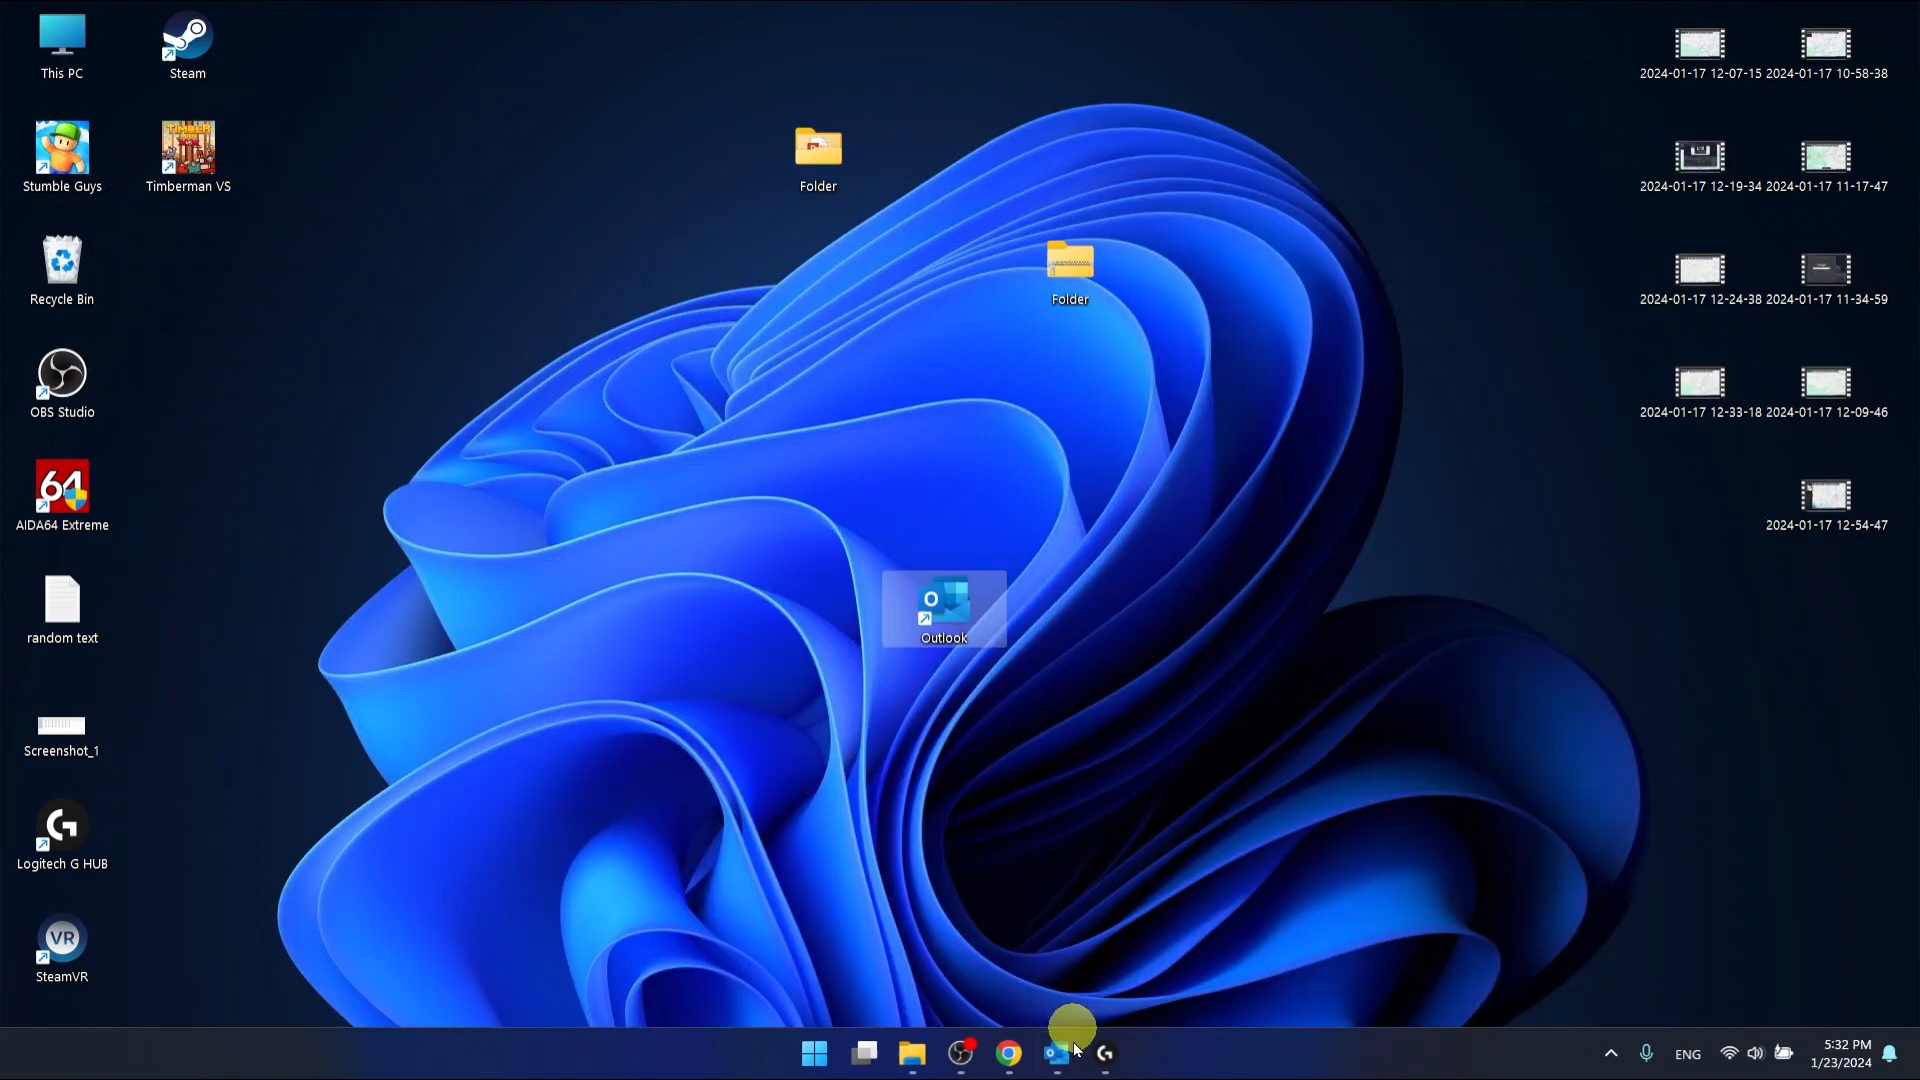 This PC
Steam
2024-01-17 12-07-15
2024-01-17 10-58-38
Stumble Guys
TIMBER
Timberman VS
Folder
2024-01-17 12-19-34
2024-01-17 11-17-47
Recycle Bin
Folder
2024-01-17 12-24-38
2024-01-17 11-34-59
OBS Studio
2024-01-17 12-33-18
2024-01-17 12-09-46
64
AIDA64 Extreme
2024-01-17 12-54-47
random text
O
Outlook
Screenshot_1
G
Logitech G HUB
VR
SteamVR
ENG
5:32 PM
1/23/2024